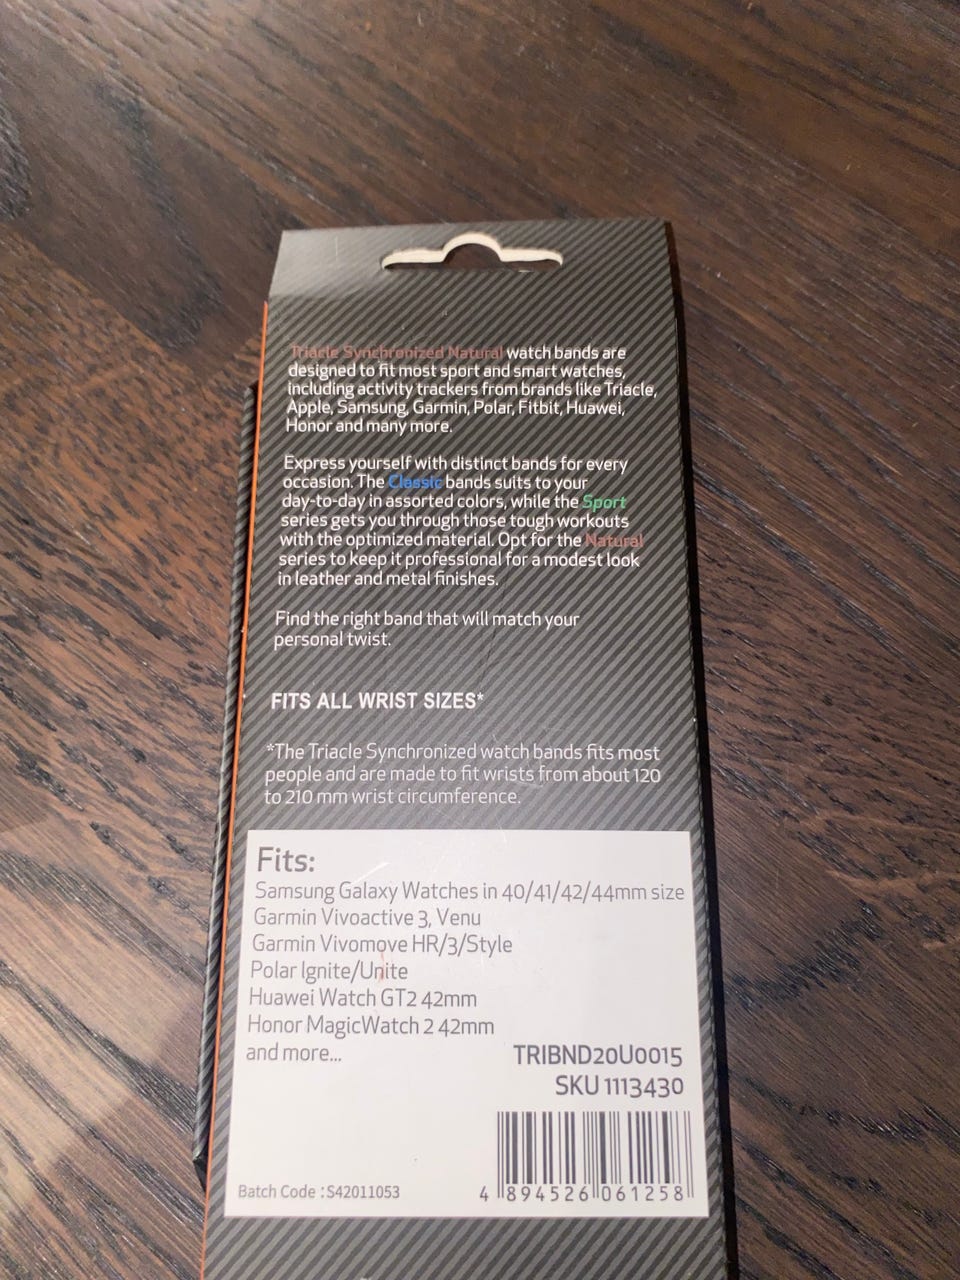 Triacle Synchronized Natural watch bands are
designed to fit most sport and smart watches,
including activity trackers from brands like Triacle,
Apple, Samsung, Garmin, Polar, Fitbit, Huawei,
Honor and many more.
Express yourself with distinct bands for every
occasion. The Classic bands suits to your
day-to-day in assorted colors, while the Sport
series gets you through those tough workouts
with the optimized material. Opt for the Natural
series to keep it professional for a modest look
in leather and metal finishes.
Find the right band that will match your
personal twist.
FITS ALL WRIST SIZES*
*The Triacle Synchronized watch bands fits most
people and are made to fit wrists from about 120
to 210 mm wrist circumference.
Fits:
Samsung Galaxy Watches in 40/41/42/44mm size
Garmin Vivoactive 3, Venu
Garmin Vivomove HR/3/Style
Polar Ignite/Unite
Huawei Watch GT2 42mm
Honor MagicWatch 2 42mm
and more...
TRIBND20U0015
SKU 1113430
Batch Code : S42011053
4 894526 061258